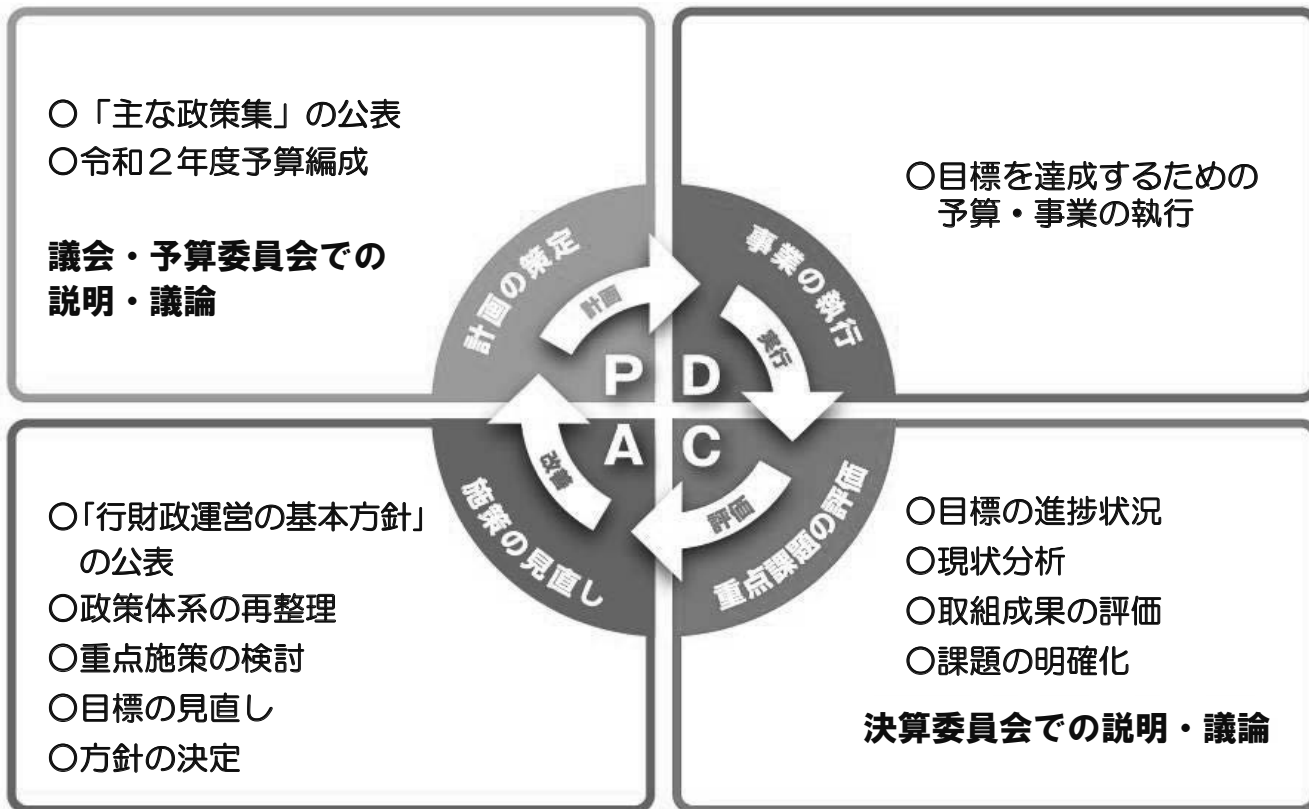 ○「主な政策集」の公表
○令和２年度予算編成
議会・予算委員会での
説明・議論
○目標を達成するための
予算・事業の執行
計画の策定
計画
P
事業の執行
実行
D
○「行財政運営の基本方針」
の公表
○政策体系の再整理
○重点施策の検討
○目標の見直し
○方針の決定
施策の見直し
改善
A
重点課題の評価
評価
C
○目標の進捗状況
○現状分析
○取組成果の評価
○課題の明確化
決算委員会での説明・議論